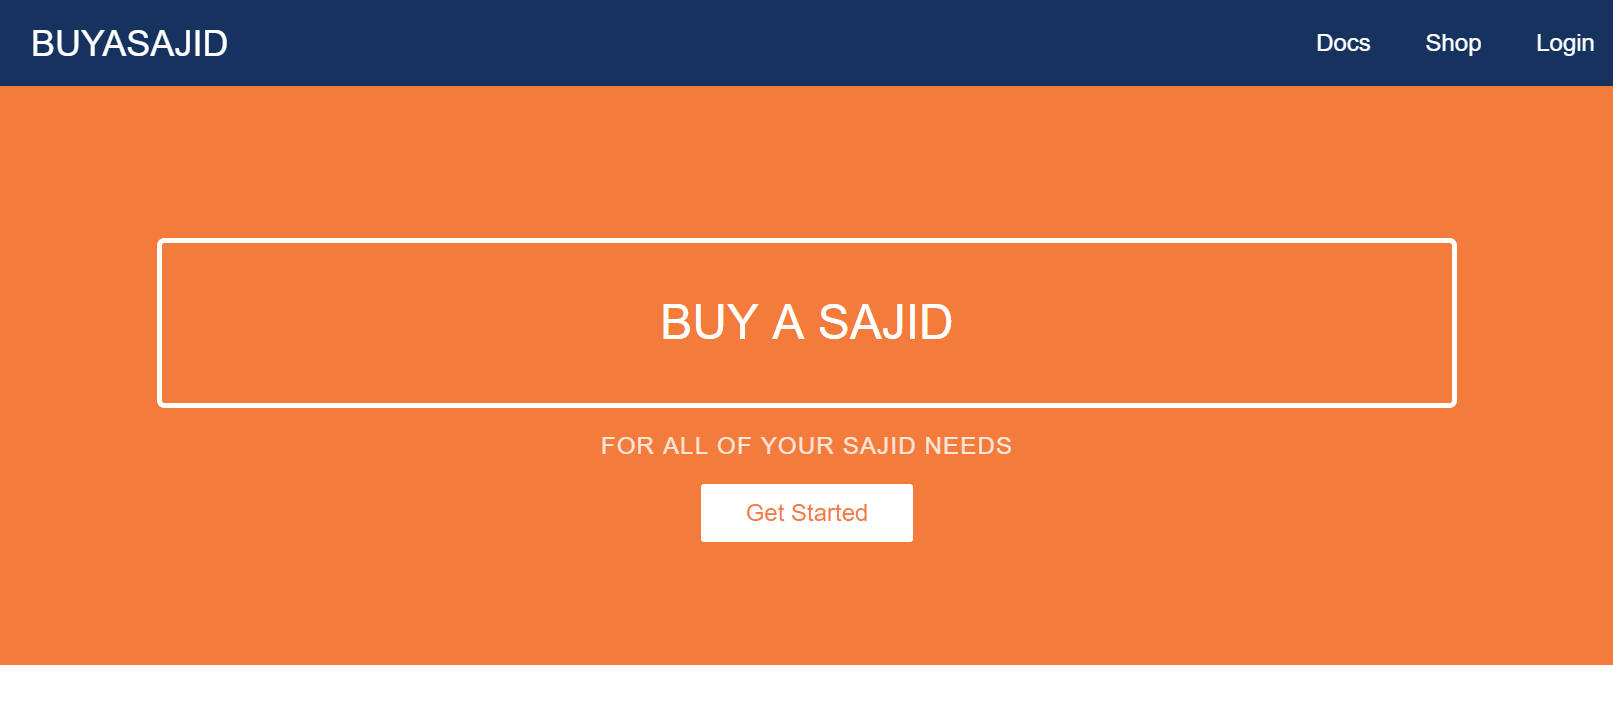 BUYASAJID
Docs Shop Login
BUY A SAJID
FOR ALL OF YOUR SAJID NEEDS
Get Started